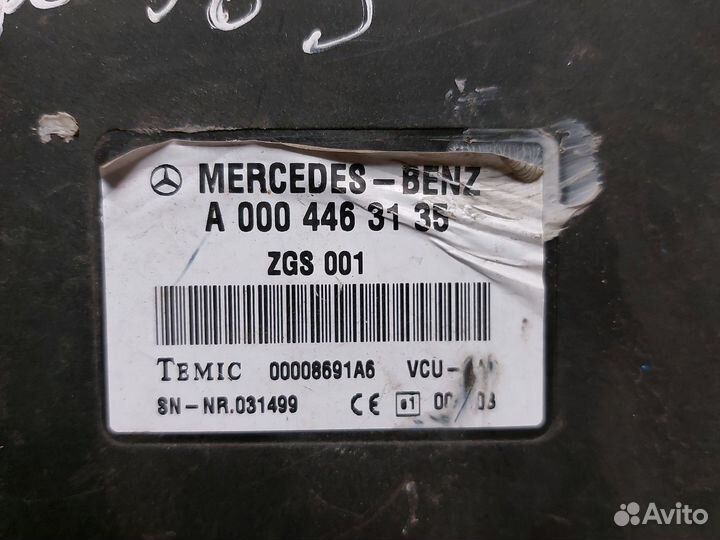 MERCEDES-BENZ
A 000 446 31 35
ZGS 001
TEMIC 00008691A6 VCU-
SN-NR.031499 CE 01
Avito